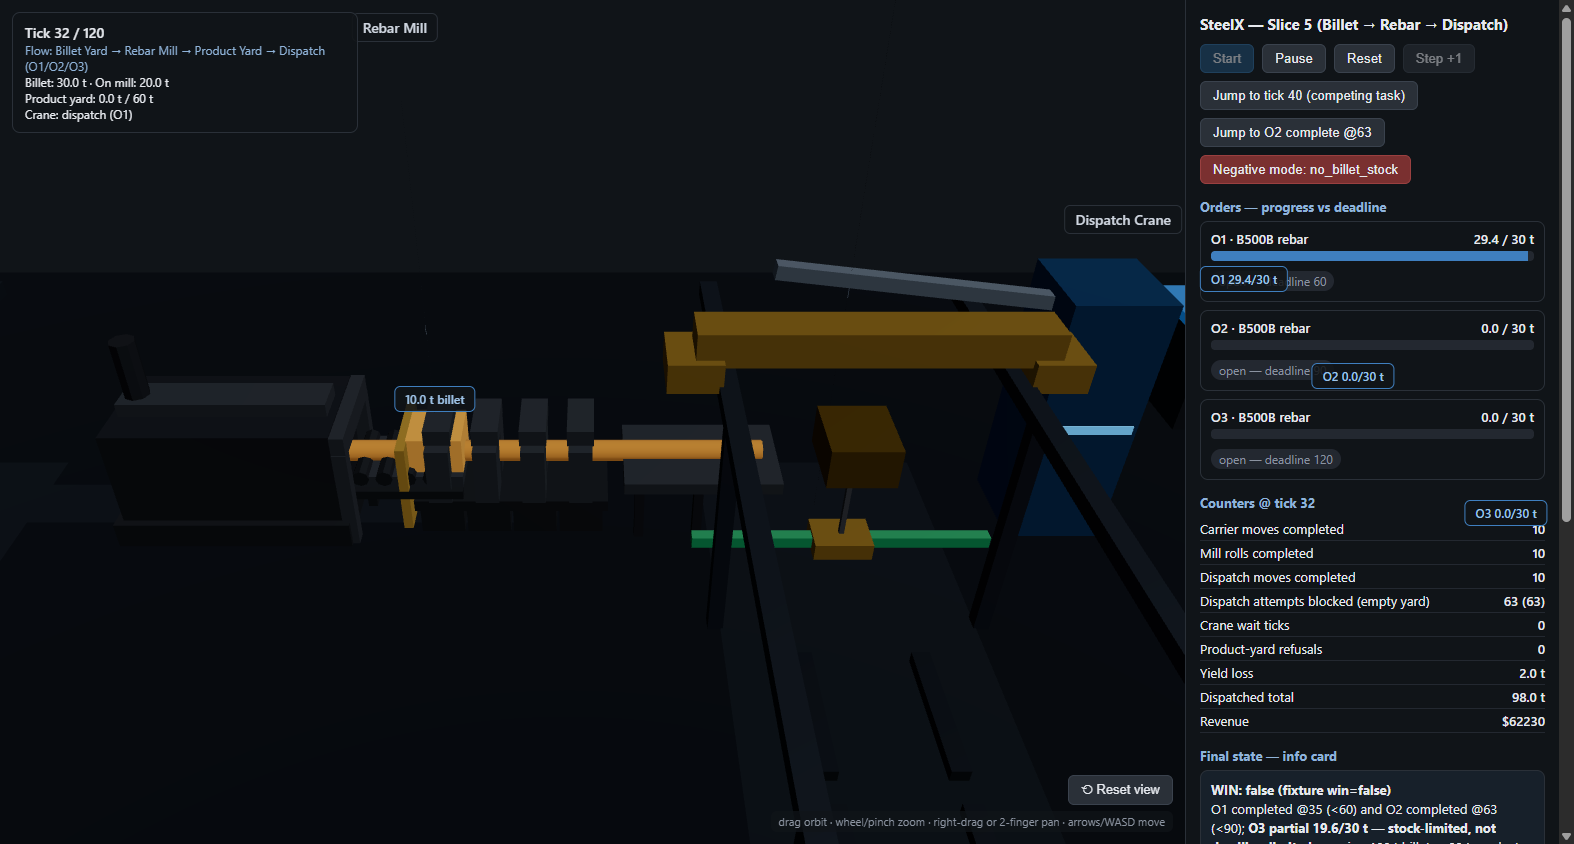 Tick 32 / 120
Flow: Billet Yard → Rebar Mill → Product Yard → Dispatch
(O1/O2/O3)
Billet: 30.0 t · On mill: 20.0 t
Product yard: 0.0 t / 60 t
Crane: dispatch (O1)
Rebar Mill
Dispatch Crane
10.0 t billet
⟲ Reset view
drag orbit · wheel/pinch zoom · right-drag or 2-finger pan · arrows/WASD move
SteelX — Slice 5 (Billet → Rebar → Dispatch)
Start Pause Reset Step +1
Jump to tick 40 (competing task)
Jump to O2 complete @63
Negative mode: no_billet_stock
Orders — progress vs deadline
O1 · B500B rebar 29.4 / 30 t
O1 29.4/30 t dline 60
O2 · B500B rebar 0.0 / 30 t
open — deadline
O2 0.0/30 t
O3 · B500B rebar 0.0 / 30 t
open — deadline 120
Counters @ tick 32
O3 0.0/30 t
Carrier moves completed 10
Mill rolls completed 10
Dispatch moves completed 10
Dispatch attempts blocked (empty yard) 63 (63)
Crane wait ticks 0
Product-yard refusals 0
Yield loss 2.0 t
Dispatched total 98.0 t
Revenue $62230
Final state — info card
WIN: false (fixture win=false)
O1 completed @35 (<60) and O2 completed @63
(<90); O3 partial 19.6/30 t — stock-limited, not